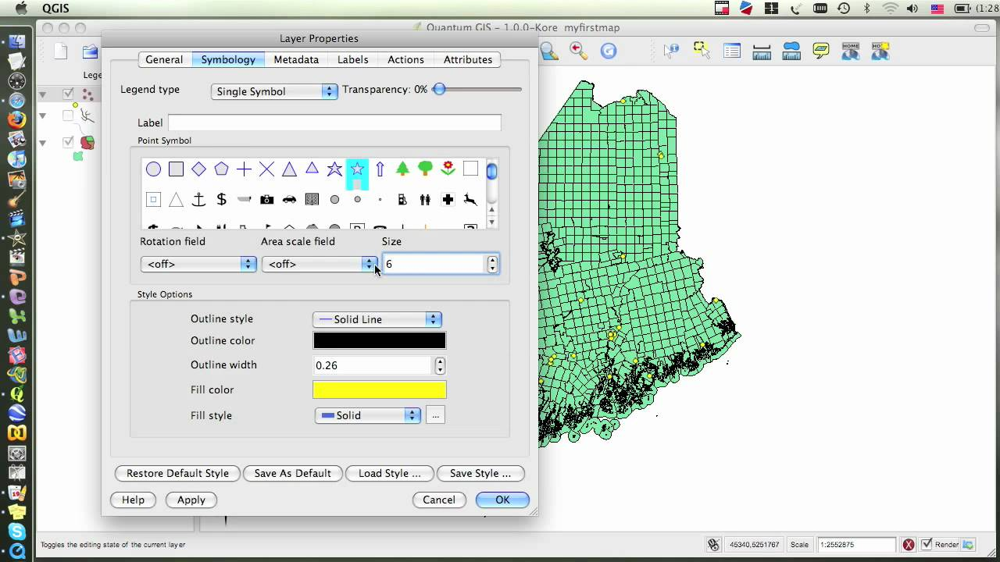 QGIS
(1:28
Quantum GIS - 1.0.0-Kore myfirstmap
Layer Properties
General Symbology Metadata Labels Actions Attributes
Lege
Legend type Single Symbol Transparency: 0%
Label
Point Symbol
Rotation field Area scale field Size
<off> <off> 6
Style Options
Outline style Solid Line
Outline color
Outline width 0.26
Fill color
Fill style Solid ...
Restore Default Style Save As Default Load Style ... Save Style ...
Help Apply Cancel OK
Toggles the editing state of the current layer 45340,5251767 Scale 1:2552875 Render